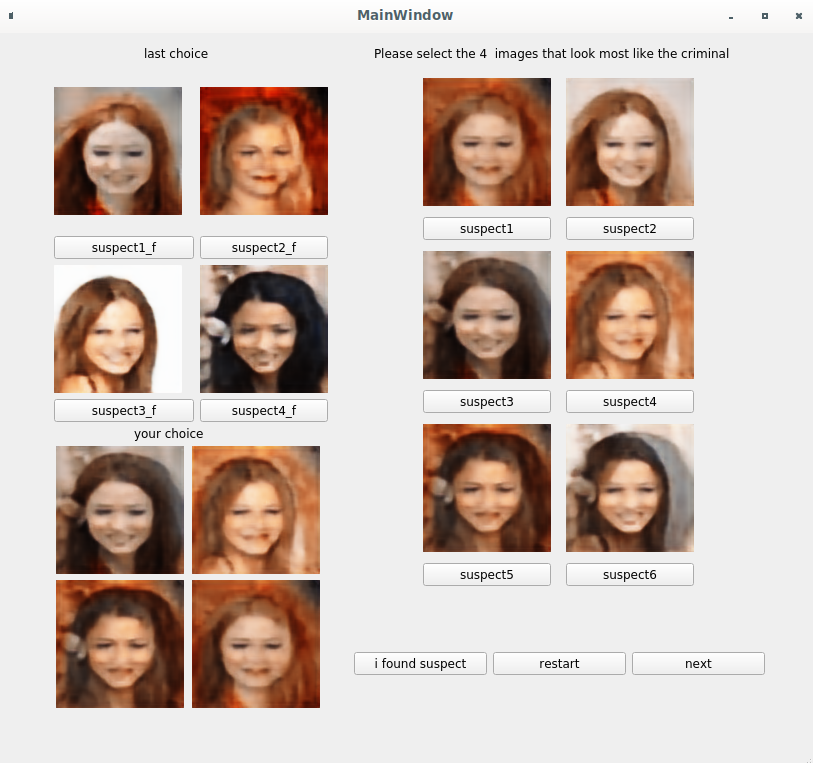 MainWindow
last choice
Please select the 4  images that look most like the criminal
suspect1_f
suspect2_f
suspect3_f
suspect4_f
your choice
suspect1
suspect2
suspect3
suspect4
suspect5
suspect6
i found suspect
restart
next